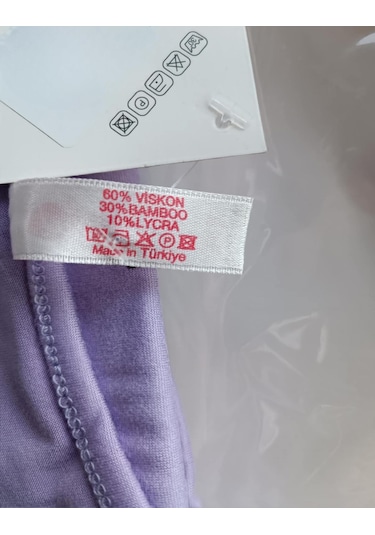 60% VİSKON
30%BAMBOO
10%LYCRA
Made in Türkiye